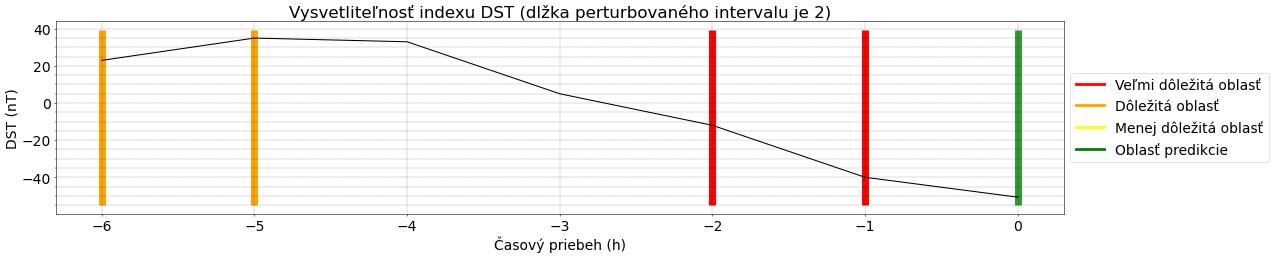 Vysvetliteľnosť indexu DST (dĺžka perturbovaného intervalu je 2)
DST (nT)
40
20
0
−20
−40
−6 −5 −4 −3 −2 −1 0
Časový priebeh (h)
Veľmi dôležitá oblasť
Dôležitá oblasť
Menej dôležitá oblasť
Oblasť predikcie